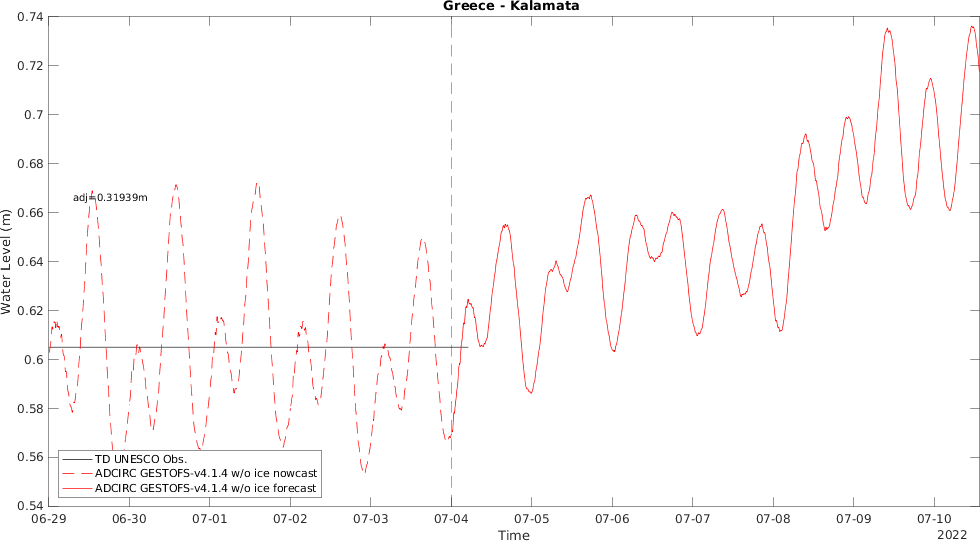 Greece - Kalamata
0.74
0.72
0.7
0.68
0.66
0.64
0.62
0.6
0.58
0.56
0.54
Water Level (m)
adj=0.31939m
TD UNESCO Obs.
ADCIRC GESTOFS-v4.1.4 w/o ice nowcast
ADCIRC GESTOFS-v4.1.4 w/o ice forecast
06-29 06-30 07-01 07-02 07-03 07-04 07-05 07-06 07-07 07-08 07-09 07-10
2022
Time